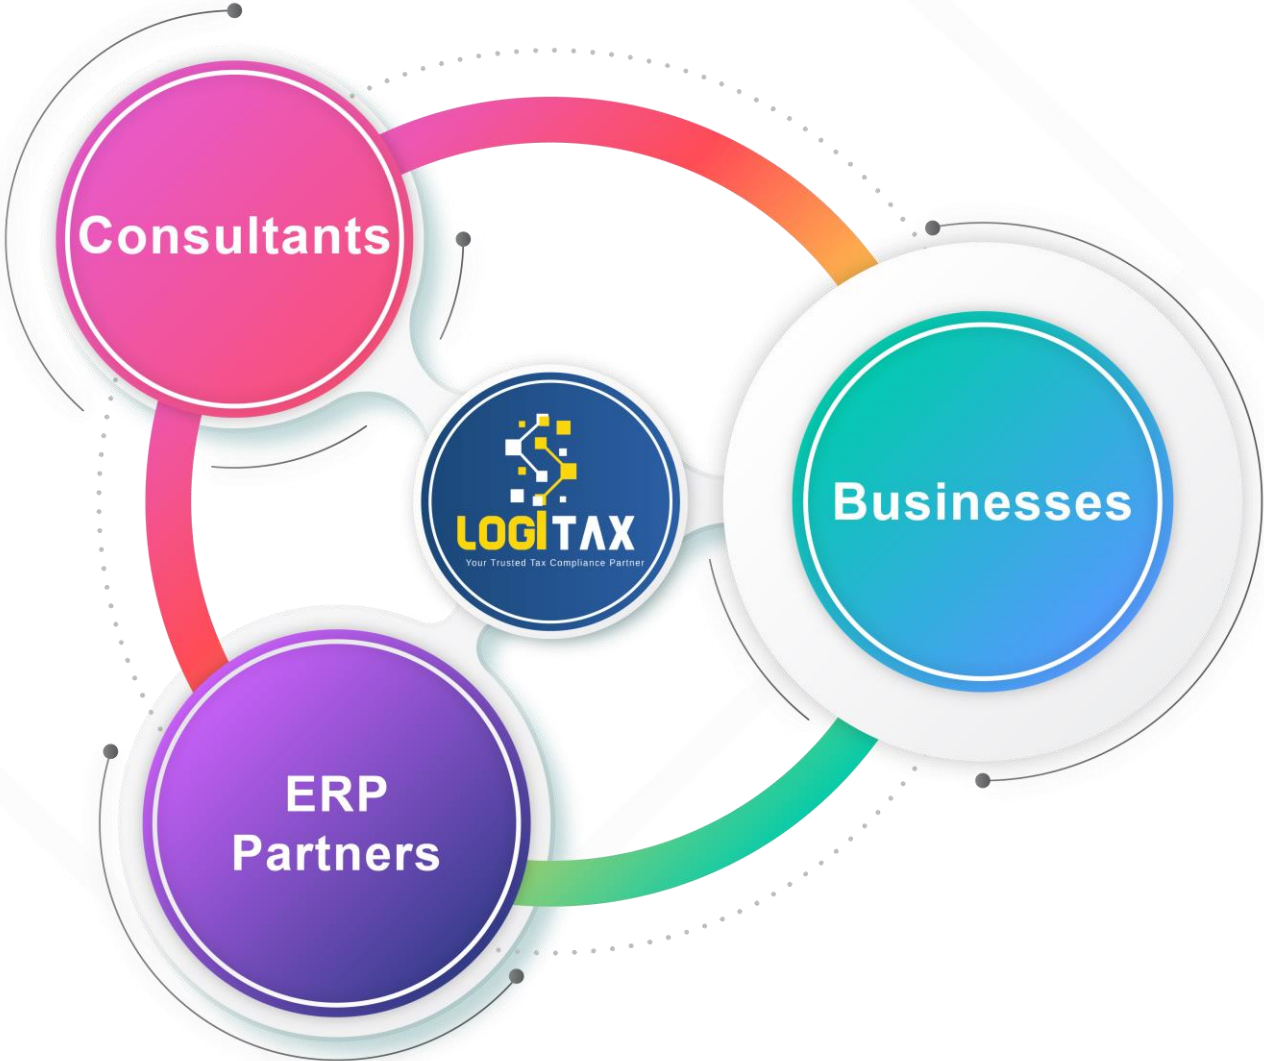 Consultants
LOGITAX
Your Trusted Tax Compliance Partner
Businesses
ERP
Partners